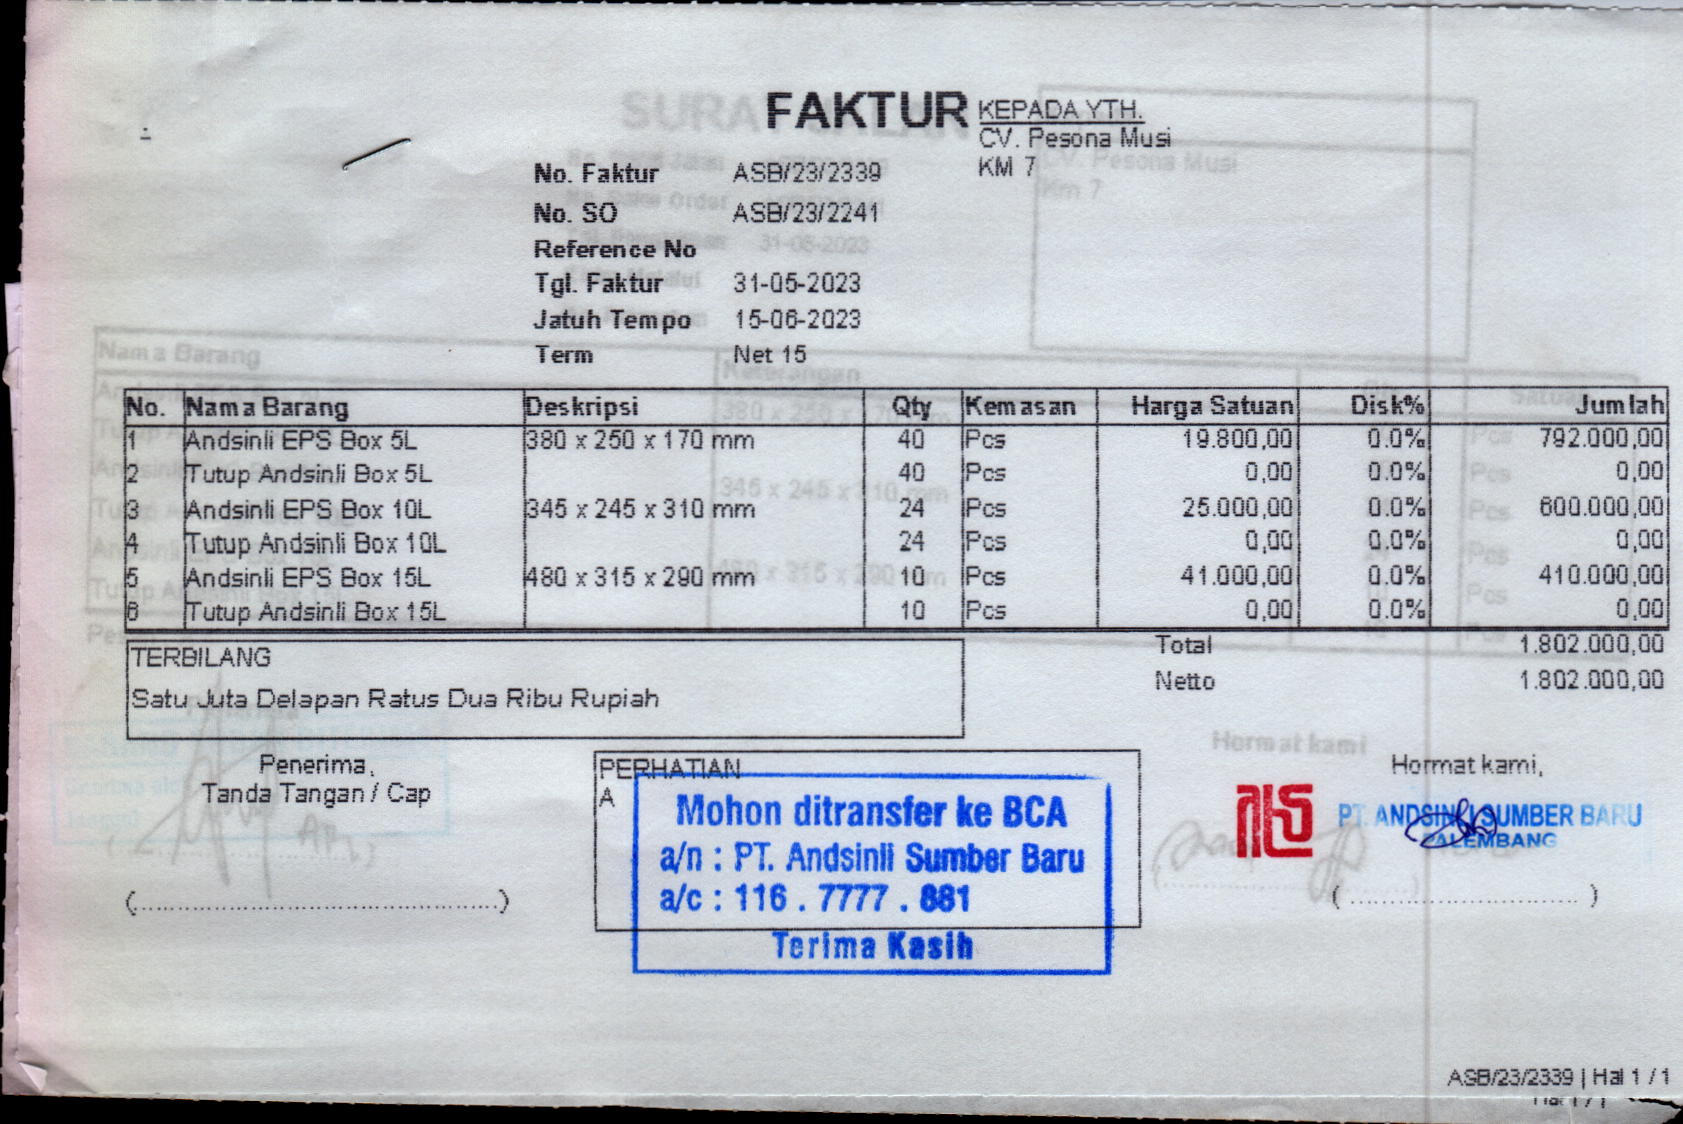 FAKTUR
KEPADA YTH.
CV. Pesona Musi
KM 7
No. Faktur ASB/23/2339
No. SO ASB/23/2241
Reference No
Tgl. Faktur 31-05-2023
Jatuh Tempo 15-06-2023
Term Net 15
No. Nama Barang Deskripsi Qty Kemasan Harga Satuan Disk% Jumlah
1 Andsinli EPS Box 5L 380 x 250 x 170 mm 40 Pcs 19.800,00 0.0% 792.000,00
2 Tutup Andsinli Box 5L 40 Pcs 0,00 0.0% 0,00
3 Andsinli EPS Box 10L 345 x 245 x 310 mm 24 Pcs 25.000,00 0.0% 600.000,00
4 Tutup Andsinli Box 10L 24 Pcs 0,00 0.0% 0,00
5 Andsinli EPS Box 15L 480 x 315 x 290 mm 10 Pcs 41.000,00 0.0% 410.000,00
6 Tutup Andsinli Box 15L 10 Pcs 0,00 0.0% 0,00
Total 1.802.000,00
Netto 1.802.000,00
TERBILANG
Satu Juta Delapan Ratus Dua Ribu Rupiah
Penerima,
Tanda Tangan / Cap
(........................................................)
PERHATIAN
A
Mohon ditransfer ke BCA
a/n : PT. Andsinli Sumber Baru
a/c : 116 . 7777 . 881
Terima Kasih
Hormat kami,
PT. ANDSINLI SUMBER BARU
PALEMBANG
( ................................... )
ASB/23/2339 | Hal 1 / 1